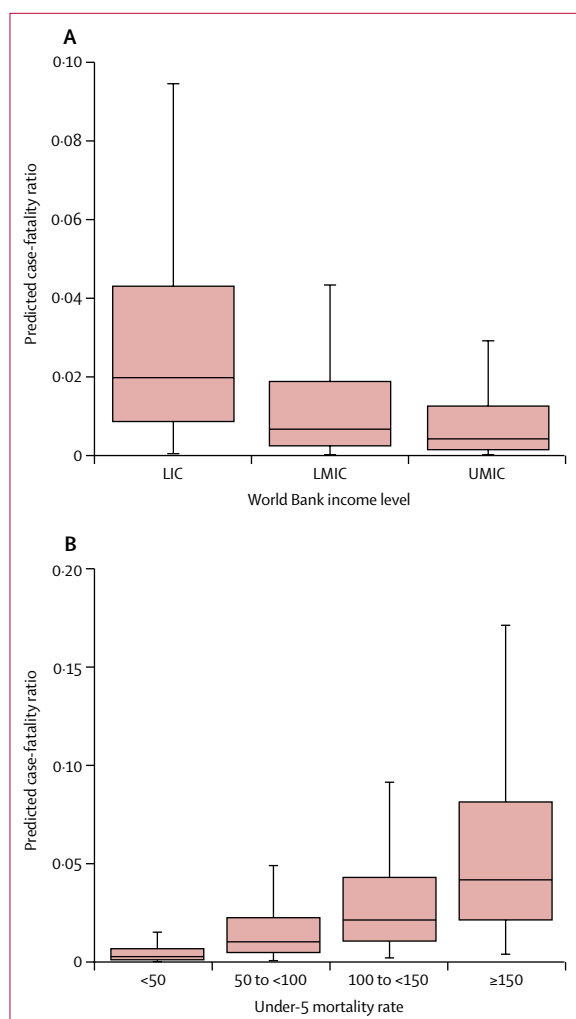 A
0·10
0·08
0·06
0·04
0·02
0
Predicted case-fatality ratio
LIC LMIC UMIC
World Bank income level
B
0·20
0·15
0·10
0·05
0
Predicted case-fatality ratio
<50 50 to <100 100 to <150 ≥150
Under-5 mortality rate